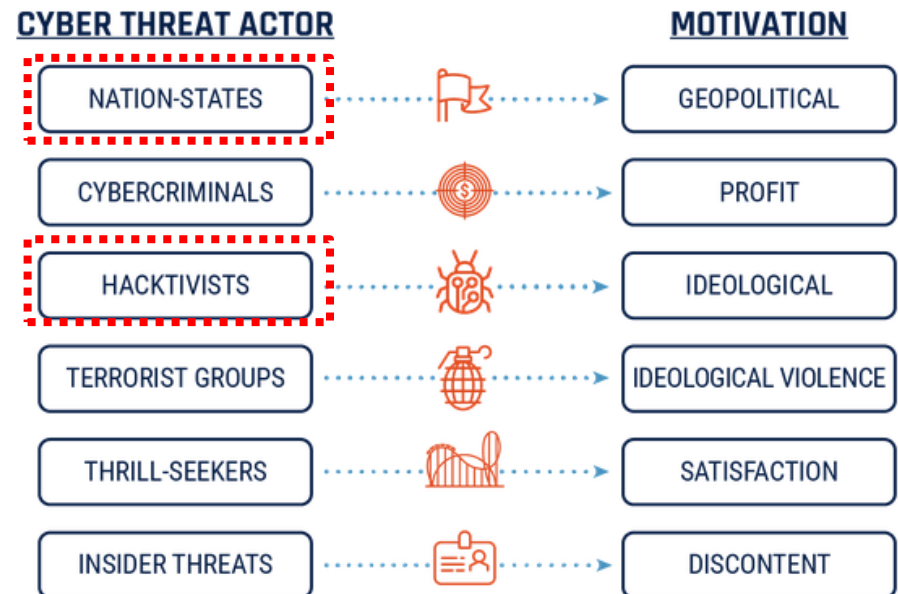 CYBER THREAT ACTOR MOTIVATION
NATION-STATES GEOPOLITICAL
CYBERCRIMINALS $ PROFIT
HACKTIVISTS IDEOLOGICAL
TERRORIST GROUPS IDEOLOGICAL VIOLENCE
THRILL-SEEKERS SATISFACTION
INSIDER THREATS DISCONTENT